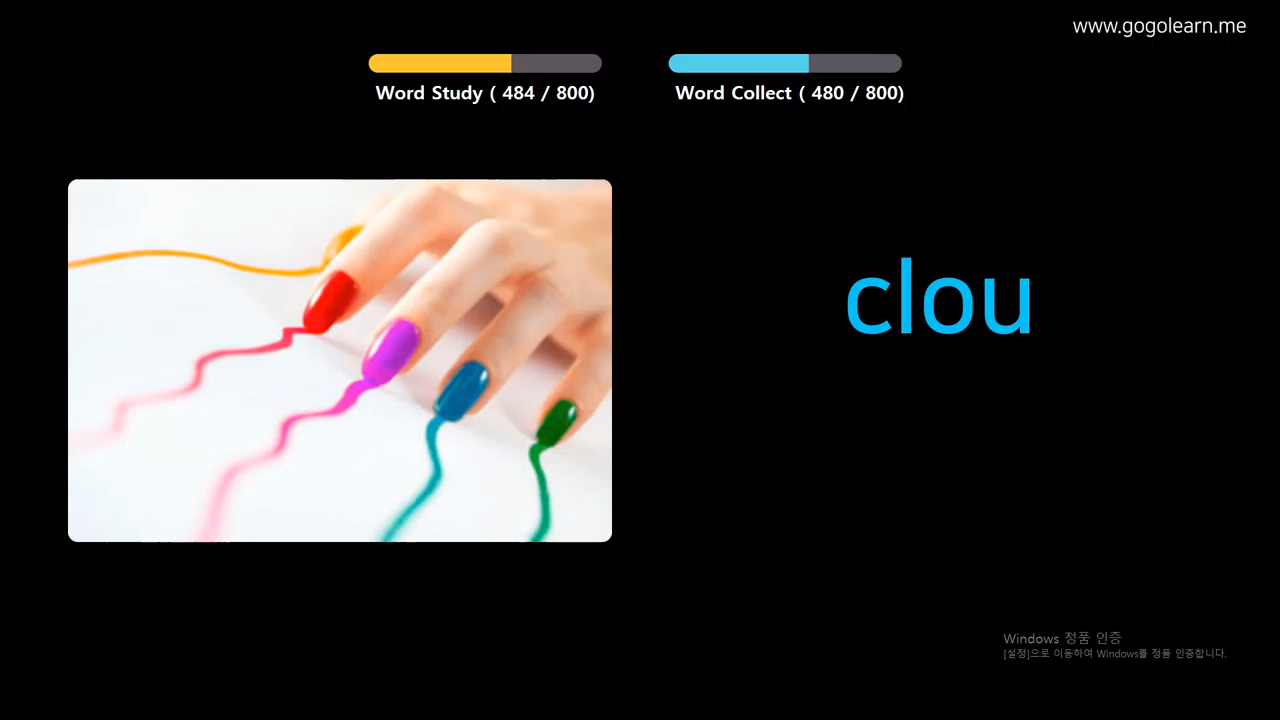 www.gogolearn.me
Word Study ( 484 / 800)
Word Collect ( 480 / 800)
clou
Windows 정품 인증
[설정]으로 이동하여 Windows를 정품 인증합니다.